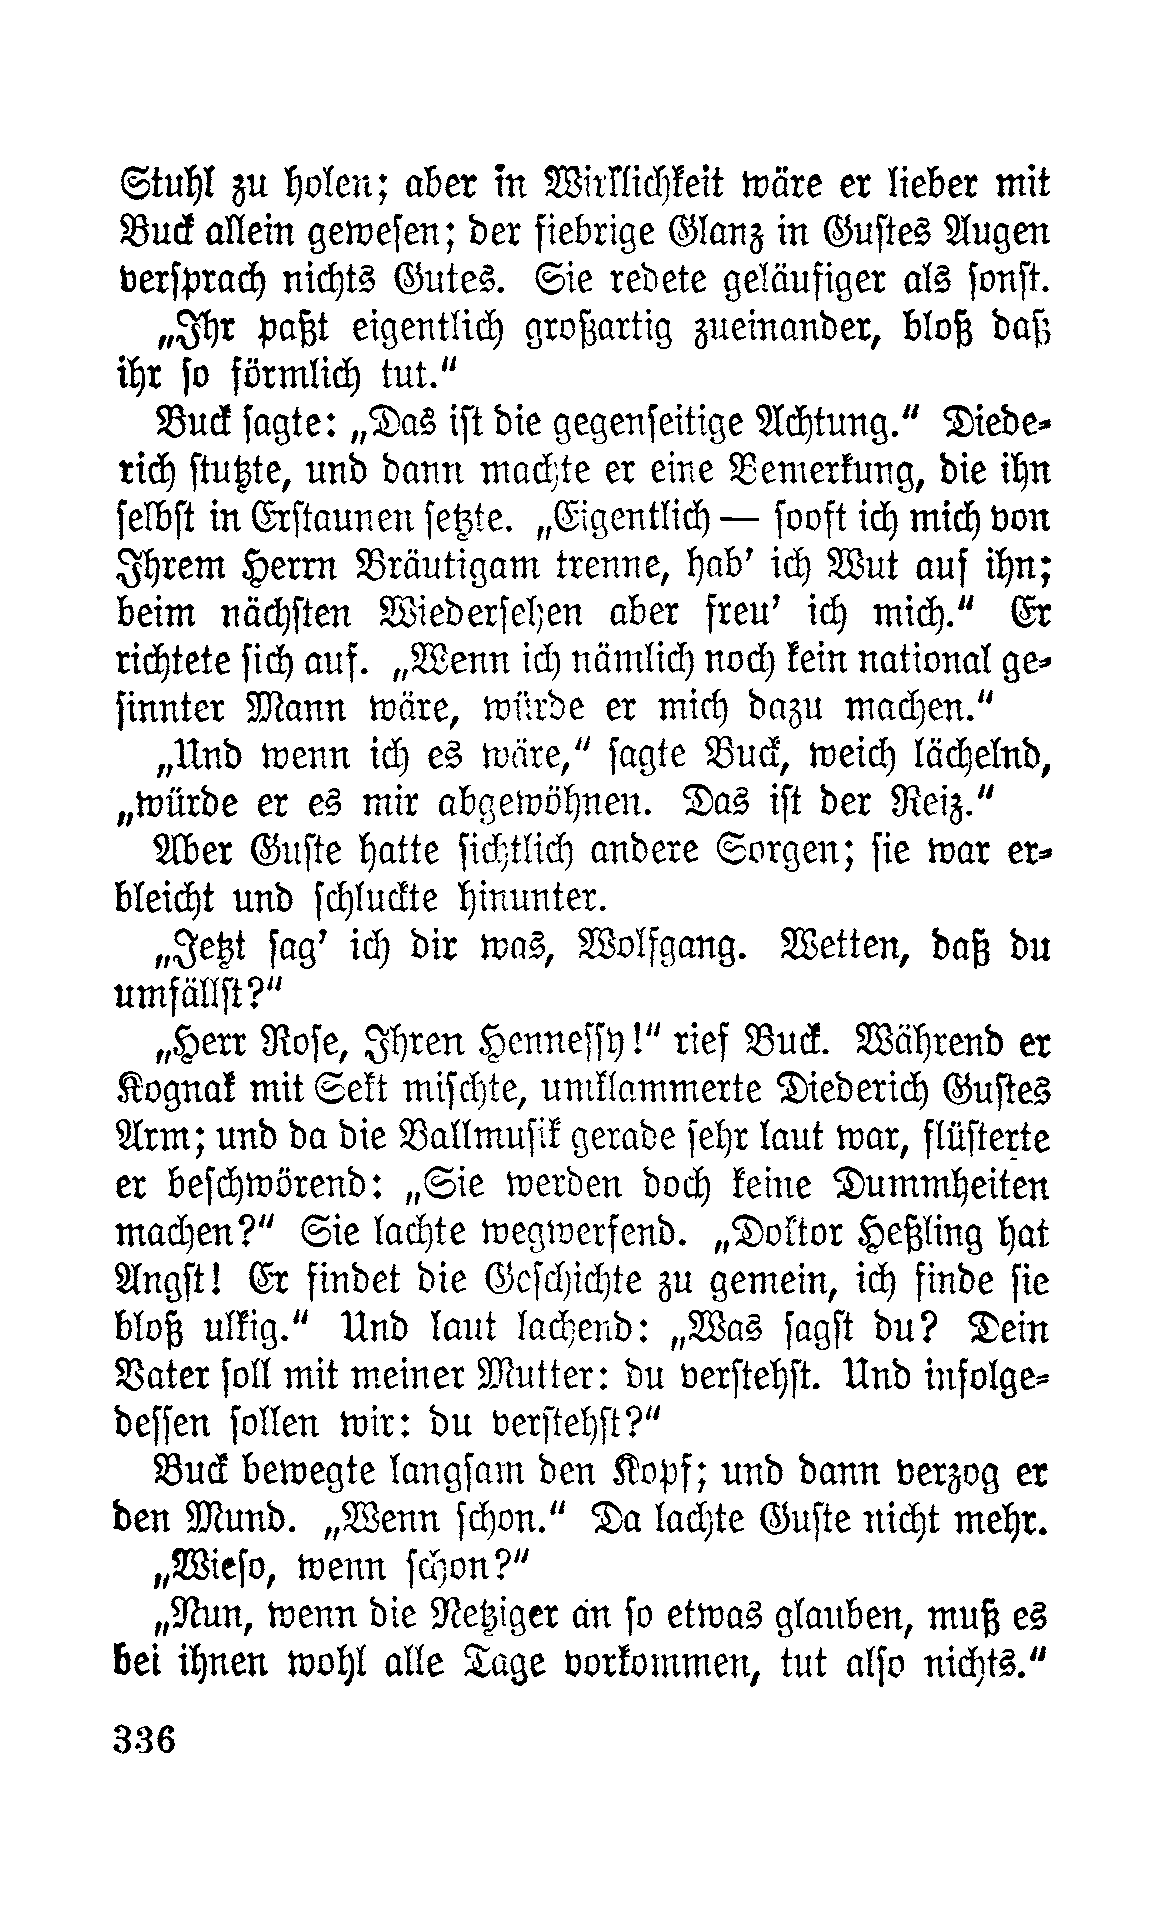 Stuhl zu holen; aber in Wirklichkeit wäre er lieber mit
Buck allein gewesen; der fiebrige Glanz in Gustes Augen
versprach nichts Gutes. Sie redete geläufiger als sonst.
„Ihr paßt eigentlich großartig zueinander, bloß daß
ihr so förmlich tut.“
Buck sagte: „Das ist die gegenseitige Achtung.“ Diede-
rich stutzte, und dann machte er eine Bemerkung, die ihn
selbst in Erstaunen setzte. „Eigentlich — sooft ich mich von
Ihrem Herrn Bräutigam trenne, hab’ ich Wut auf ihn;
beim nächsten Wiedersehen aber freu’ ich mich.“ Er
richtete sich auf. „Wenn ich nämlich noch kein national ge-
sinnter Mann wäre, würde er mich dazu machen.“
„Und wenn ich es wäre,“ sagte Buck, weich lächelnd,
„würde er es mir abgewöhnen. Das ist der Reiz.“
Aber Guste hatte sichtlich andere Sorgen; sie war er-
bleicht und schluckte hinunter.
„Jetzt sag’ ich dir was, Wolfgang. Wetten, daß du
umfällst?“
„Herr Rose, Ihren Hennessy!“ rief Buck. Während er
Kognak mit Sekt mischte, umklammerte Diederich Gustes
Arm; und da die Ballmusik gerade sehr laut war, flüsterte
er beschwörend: „Sie werden doch keine Dummheiten
machen?“ Sie lachte wegwerfend. „Doktor Heßling hat
Angst! Er findet die Geschichte zu gemein, ich finde sie
bloß ulkig.“ Und laut lachend: „Was sagst du? Dein
Vater soll mit meiner Mutter: du verstehst. Und infolge-
dessen sollen wir: du verstehst?“
Buck bewegte langsam den Kopf; und dann verzog er
den Mund. „Wenn schon.“ Da lachte Guste nicht mehr.
„Wieso, wenn schon?“
„Nun, wenn die Netziger an so etwas glauben, muß es
bei ihnen wohl alle Tage vorkommen, tut also nichts.“
336